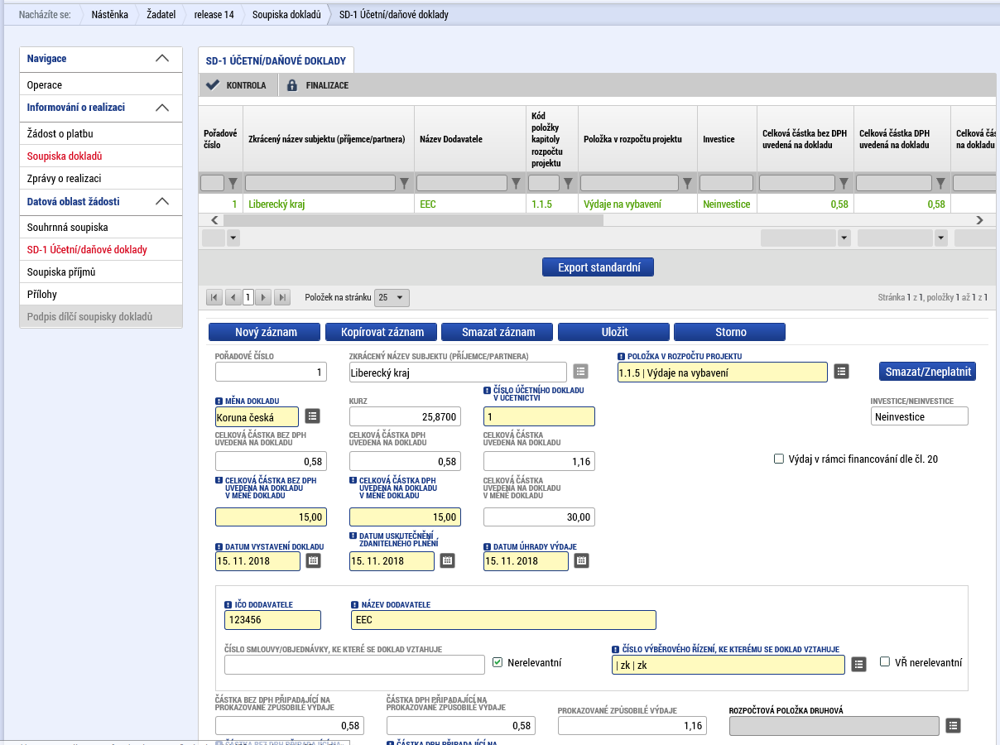 Nacházíte se: Nástěnka Žadatel release 14 Soupiska dokladů SD-1 Účetní/daňové doklady
Navigace
Operace
Informování o realizaci
Žádost o platbu
Soupiska dokladů
Zprávy o realizaci
Datová oblast žádosti
Souhrnná soupiska
SD-1 Účetní/daňové doklady
Soupiska příjmů
Přílohy
Podpis dílčí soupisky dokladů
SD-1 ÚČETNÍ/DAŇOVÉ DOKLADY
KONTROLA FINALIZACE
Pořadové číslo Zkrácený název subjektu (příjemce/partnera) Název Dodavatele Kód položky kapitoly rozpočtu projektu Položka v rozpočtu projektu Investice Celková částka bez DPH uvedená na dokladu Celková částka DPH uvedená na dokladu Celková na dokladu
1 Liberecký kraj EEC 1.1.5 Výdaje na vybavení Neinvestice 0,58 0,58
Export standardní
1 Položek na stránku 25 Stránka 1 z 1, položky 1 až 1 z 1
Nový záznam Kopírovat záznam Smazat záznam Uložit Storno
POŘADOVÉ ČÍSLO ZKRÁCENÝ NÁZEV SUBJEKTU (PŘÍJEMCE/PARTNERA) POLOŽKA V ROZPOČTU PROJEKTU
1 Liberecký kraj 1.1.5 | Výdaje na vybavení Smazat/Zneplatnit
MĚNA DOKLADU KURZ ČÍSLO ÚČETNÍHO DOKLADU V ÚČETNICTVÍ INVESTICE/NEINVESTICE
Koruna česká 25,8700 1 Neinvestice
CELKOVÁ ČÁSTKA BEZ DPH UVEDENÁ NA DOKLADU CELKOVÁ ČÁSTKA DPH UVEDENÁ NA DOKLADU CELKOVÁ ČÁSTKA UVEDENÁ NA DOKLADU
0,58 0,58 1,16 Výdaj v rámci financování dle čl. 20
CELKOVÁ ČÁSTKA BEZ DPH UVEDENÁ NA DOKLADU V MĚNĚ DOKLADU CELKOVÁ ČÁSTKA DPH UVEDENÁ NA DOKLADU V MĚNĚ DOKLADU CELKOVÁ ČÁSTKA UVEDENÁ NA DOKLADU V MĚNĚ DOKLADU
15,00 15,00 30,00
DATUM VYSTAVENÍ DOKLADU DATUM USKUTEČNĚNÍ ZDANITELNÉHO PLNĚNÍ DATUM ÚHRADY VÝDAJE
15. 11. 2018 15. 11. 2018 15. 11. 2018
IČO DODAVATELE NÁZEV DODAVATELE
123456 EEC
ČÍSLO SMLOUVY/OBJEDNÁVKY, KE KTERÉ SE DOKLAD VZTAHUJE ČÍSLO VÝBĚROVÉHO ŘÍZENÍ, KE KTERÉMU SE DOKLAD VZTAHUJE
Nerelevantní | zk | zk VŘ nerelevantní
ČÁSTKA BEZ DPH PŘIPADAJÍCÍ NA PROKAZOVANÉ ZPŮSOBILÉ VÝDAJE ČÁSTKA DPH PŘIPADAJÍCÍ NA PROKAZOVANÉ ZPŮSOBILÉ VÝDAJE PROKAZOVANÉ ZPŮSOBILÉ VÝDAJE ROZPOČTOVÁ POLOŽKA DRUHOVÁ
0,58 0,58 1,16
ČÁSTKA BEZ DPH PŘIPADAJÍCÍ NA ČÁSTKA DPH PŘIPADAJÍCÍ NA